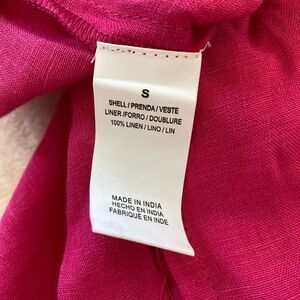 S
SHELL / PRENDA / VESTE
LINER / FORRO / DOUBLURE
100% LINEN / LINO / LIN
MADE IN INDIA
HECHO EN INDIA
FABRIQUÉ EN INDE